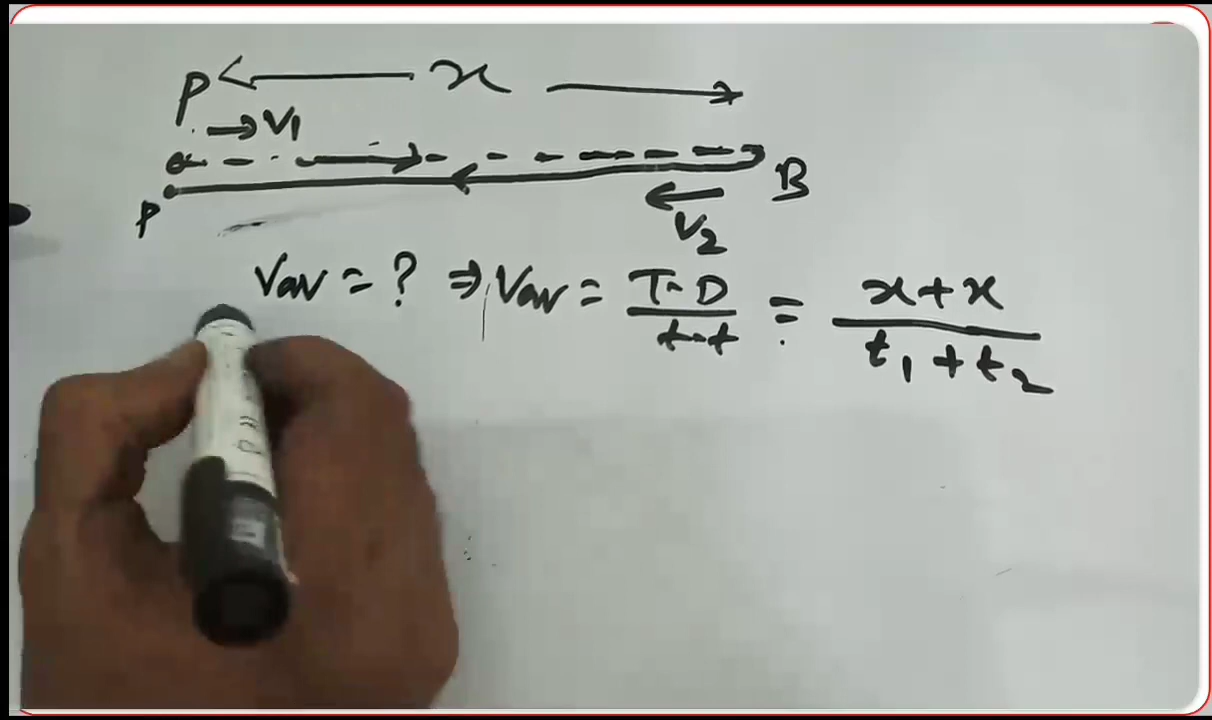 P x
V₁
B
P
V₂
Vav = ? ⇒ Vav = T-D / t-t = x+x / t₁+t₂